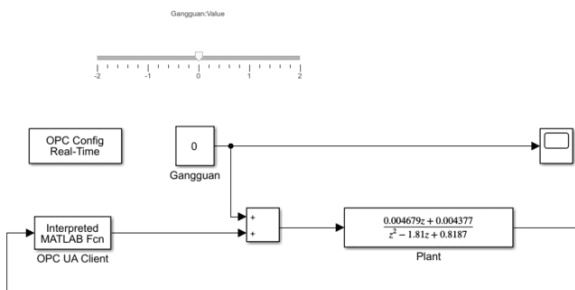 Gangguan:Value
-2 -1 0 1 2
OPC Config
Real-Time
0
Gangguan
Interpreted
MATLAB Fcn
OPC UA Client
+
+
0.004679z + 0.004377
z² − 1.81z + 0.8187
Plant